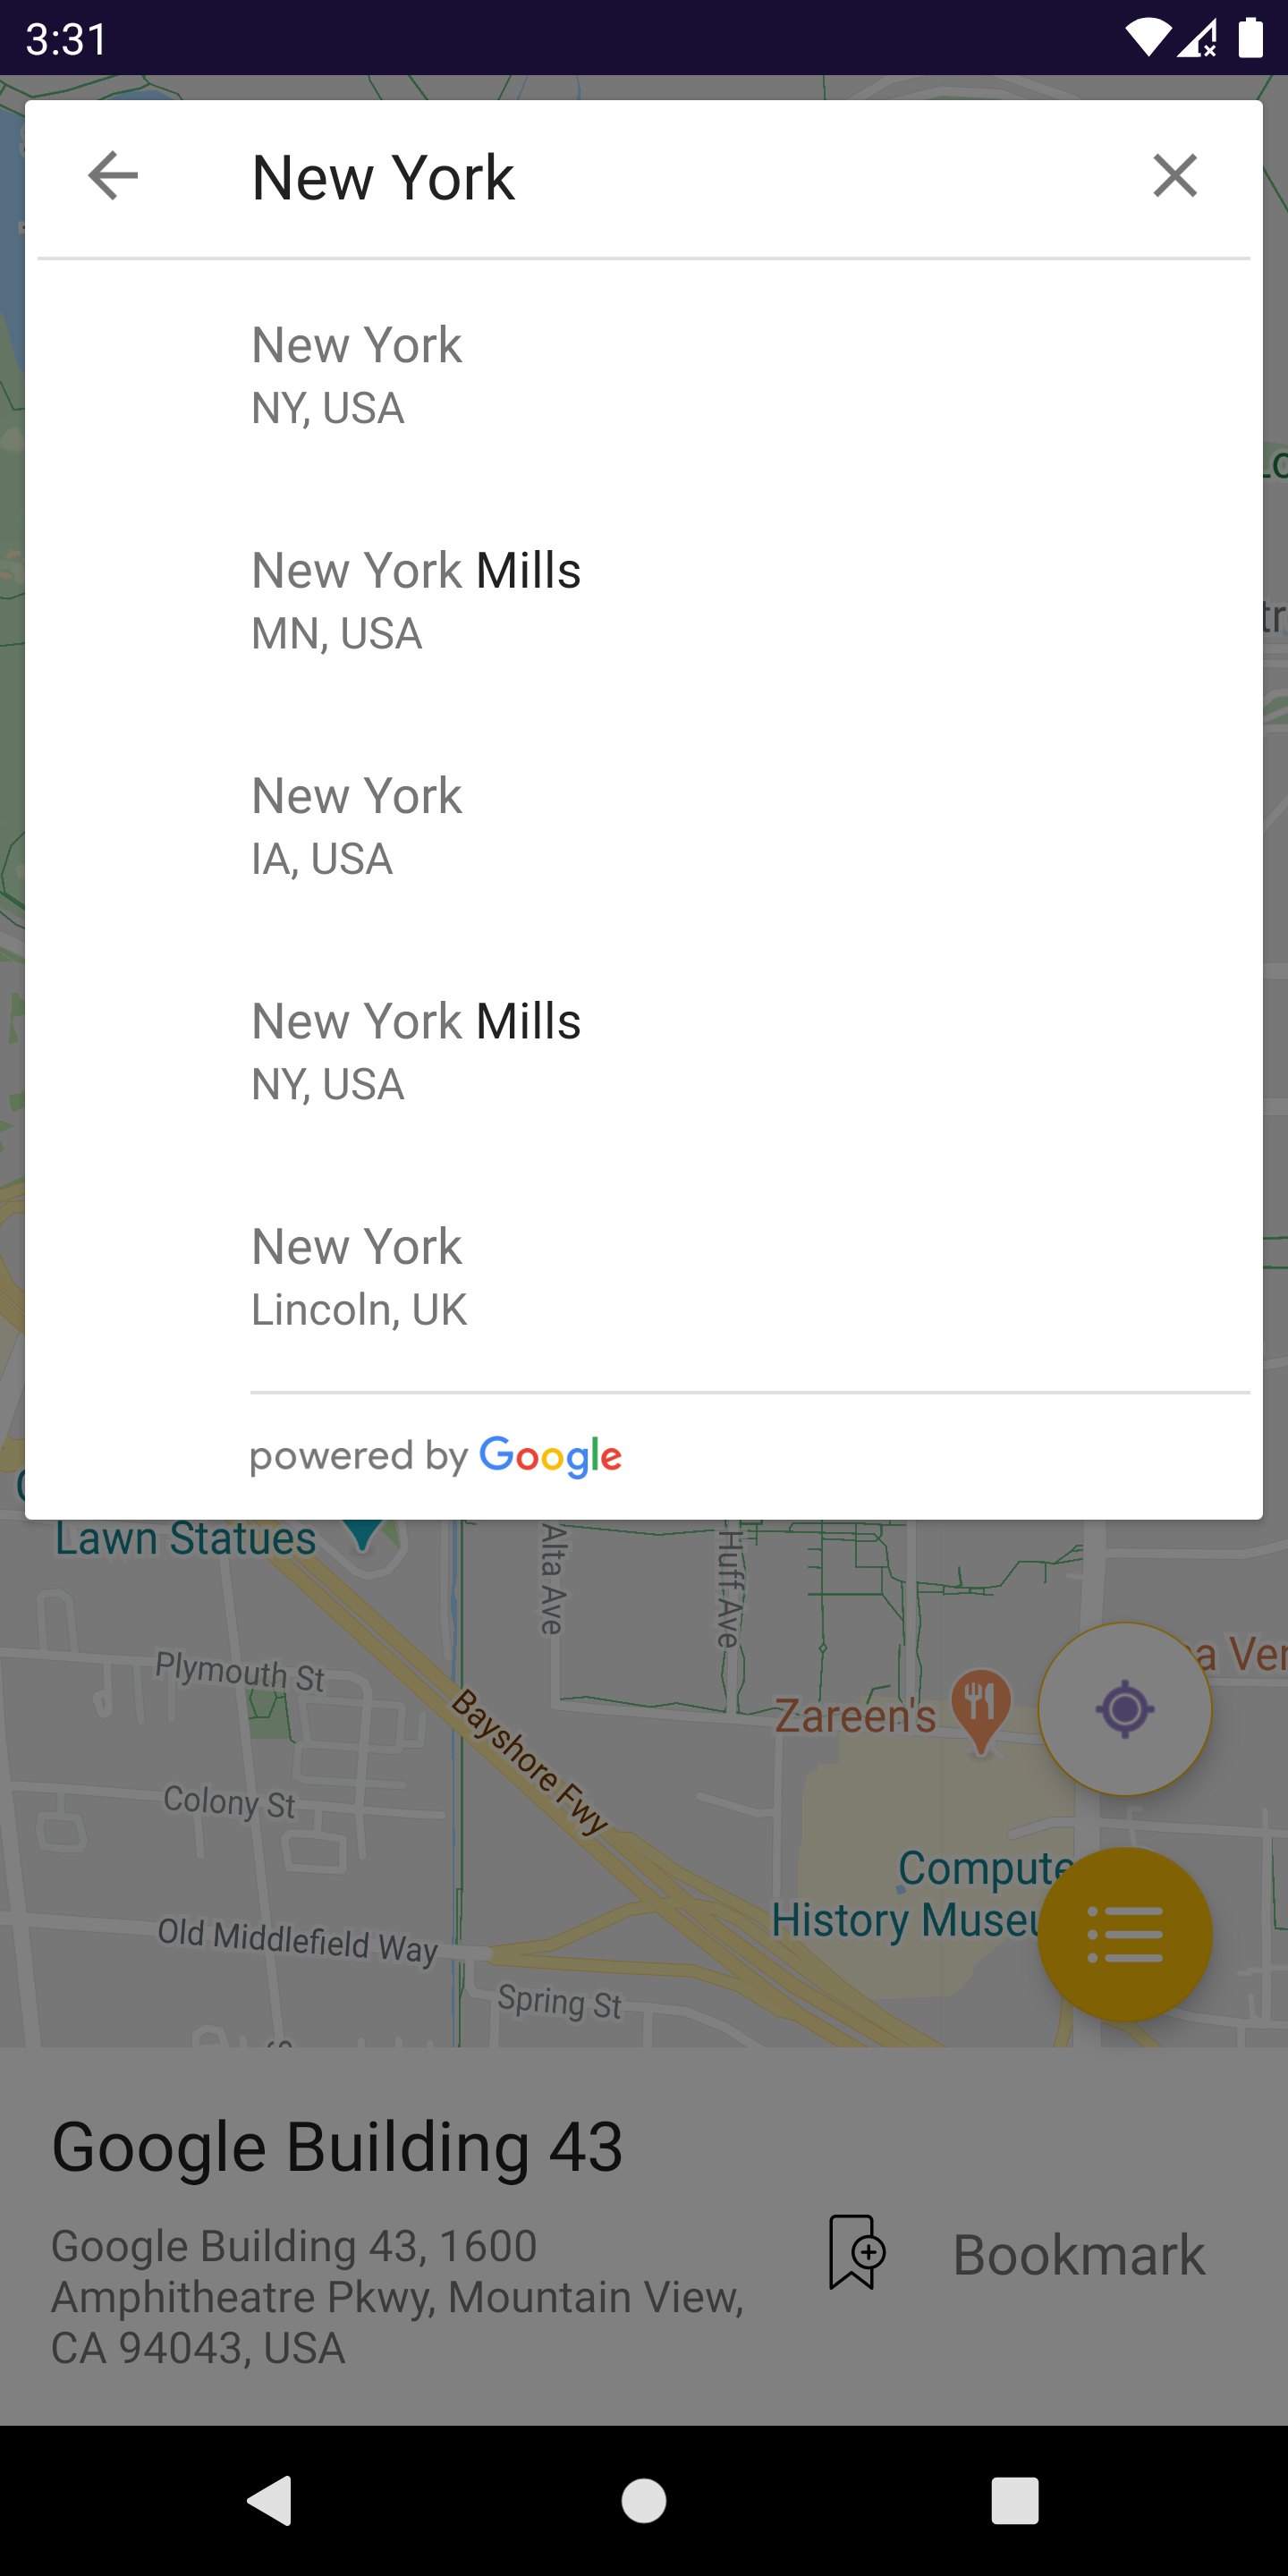 3:31
New York
New York
NY, USA
New York Mills
MN, USA
New York
IA, USA
New York Mills
NY, USA
New York
Lincoln, UK
powered by Google
Lawn Statues
Alta Ave
Huff Ave
Plymouth St
a Ver
Zareen's
Bayshore Fwy
Colony St
Compute
History Museu
Old Middlefield Way
Spring St
Google Building 43
Google Building 43, 1600
Amphitheatre Pkwy, Mountain View,
CA 94043, USA
Bookmark